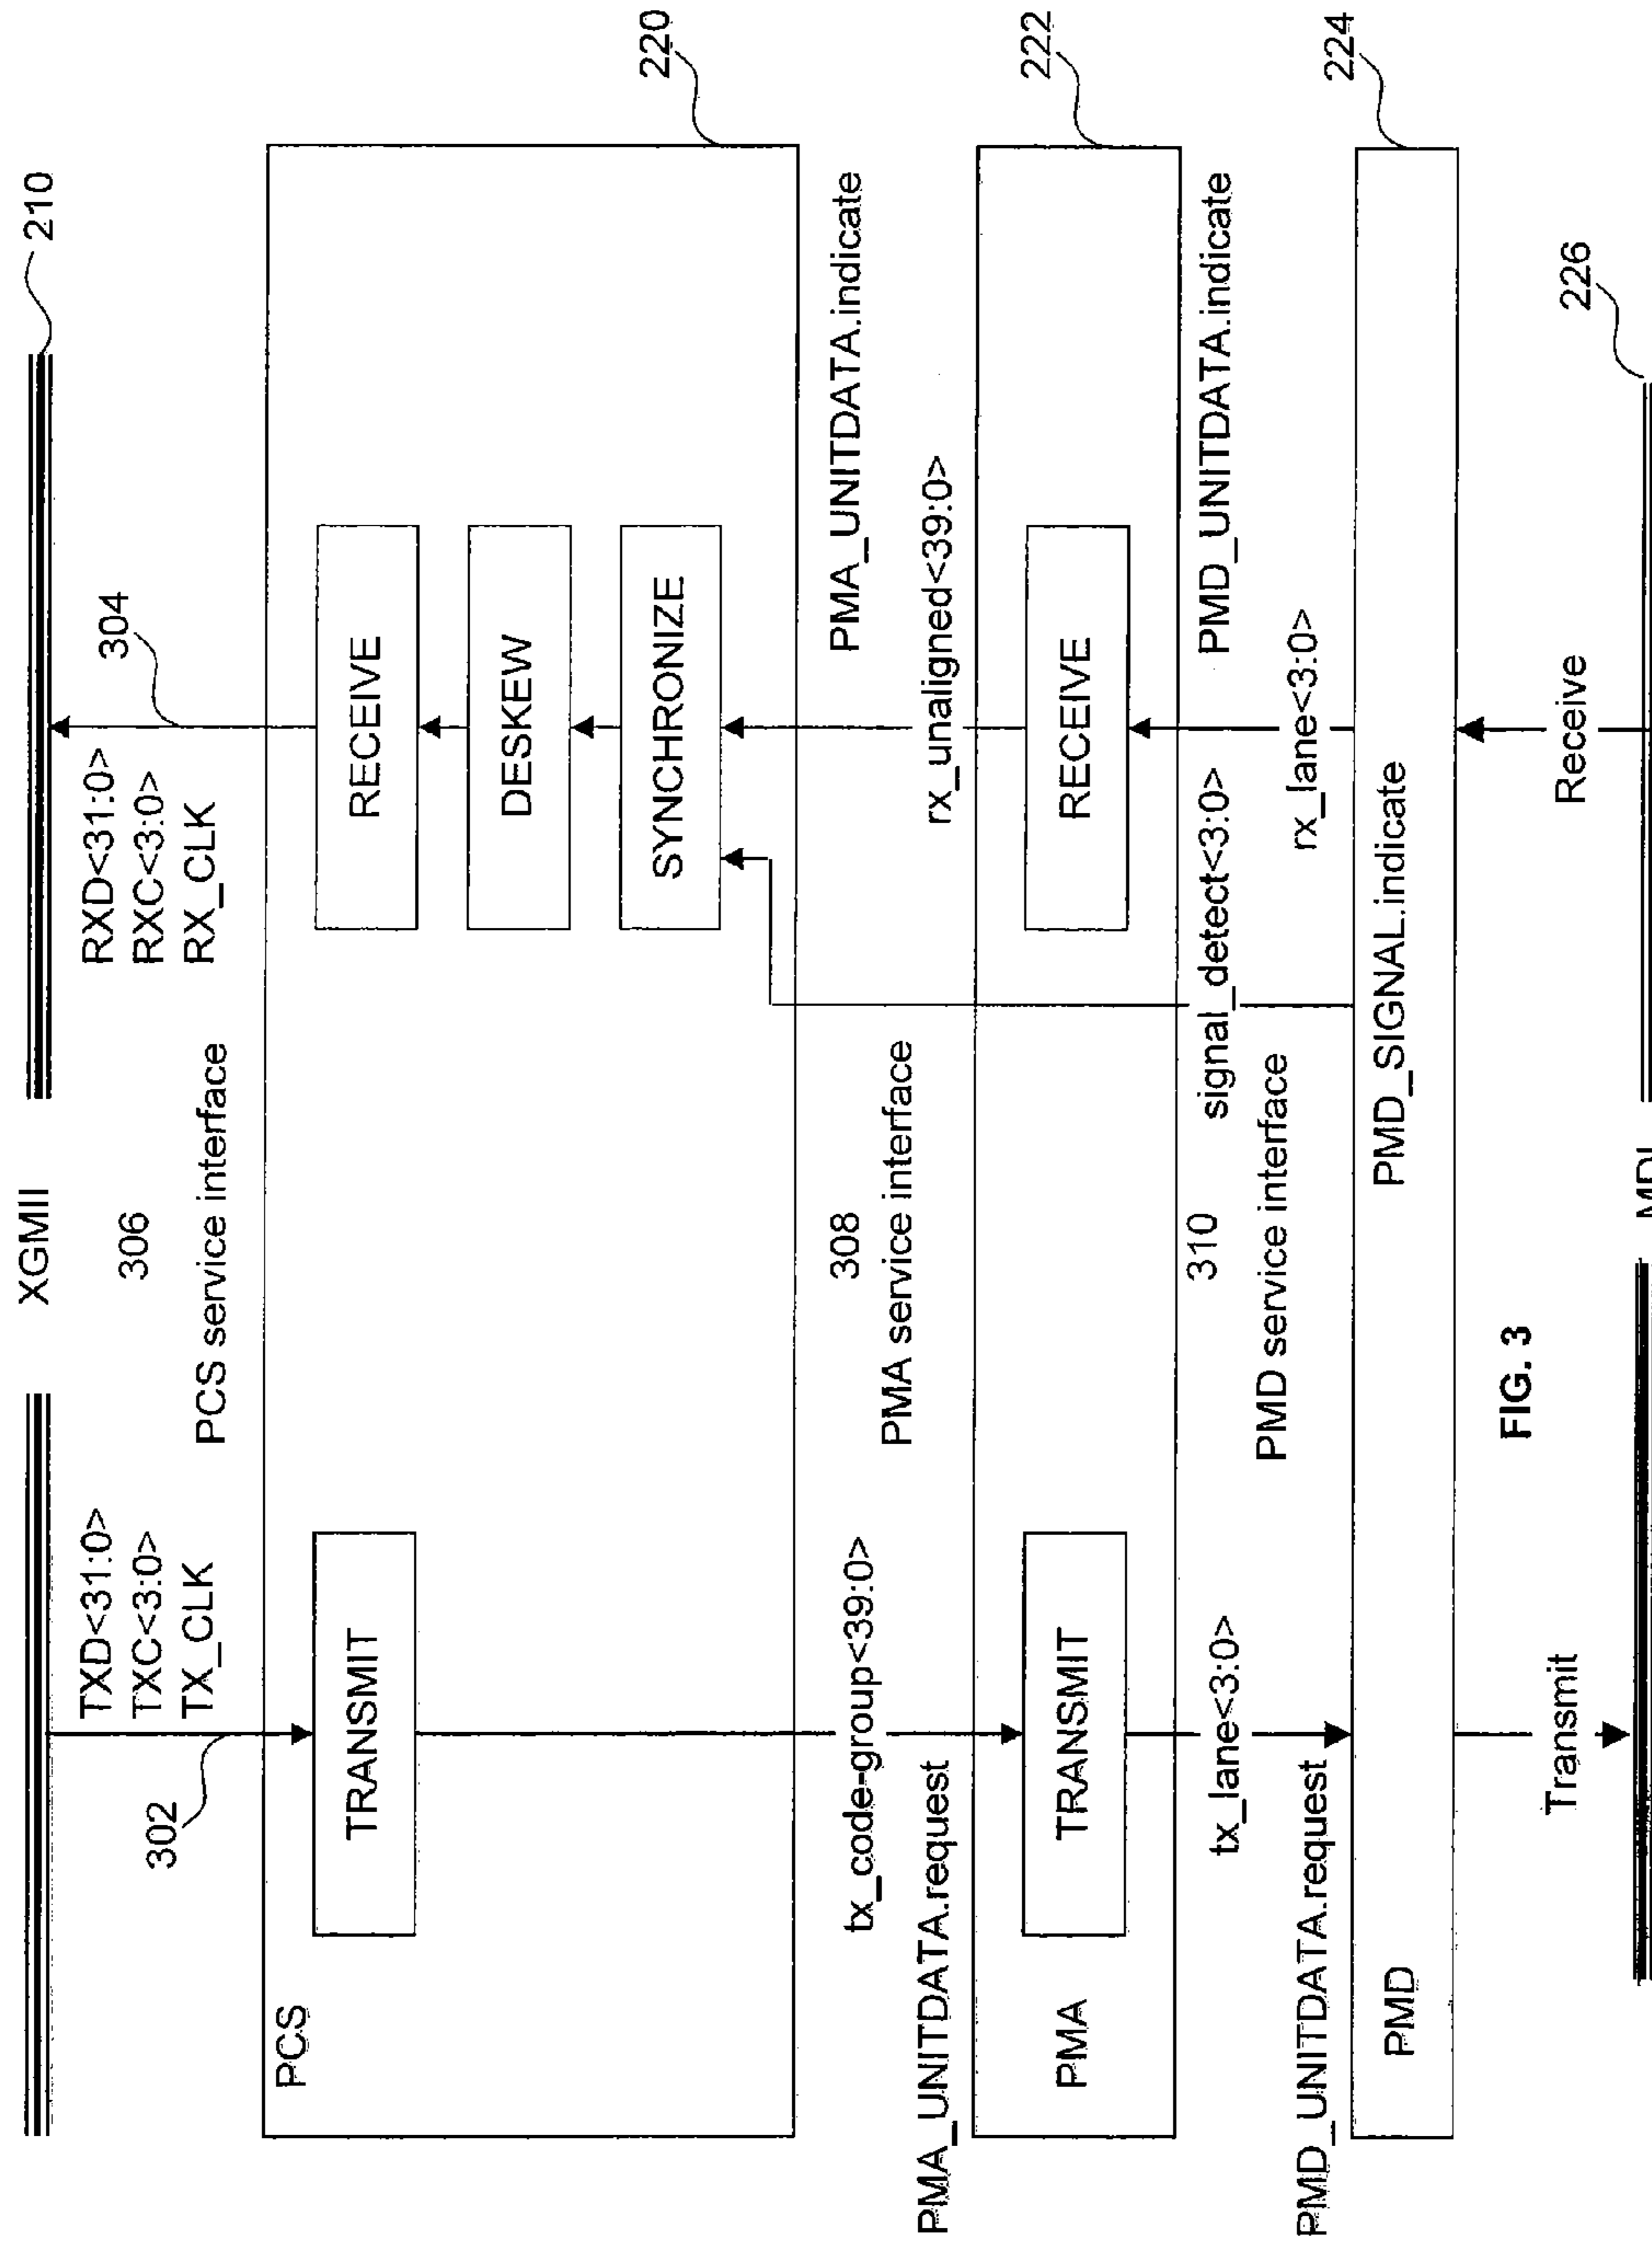 XGMII
210
TXD<31:0>
TXC<3:0>
TX_CLK
302
306
PCS service interface
RXD<31:0>
RXC<3:0>
RX_CLK
304
PCS
TRANSMIT
RECEIVE
DESKEW
SYNCHRONIZE
220
tx_code-group<39:0>
PMA_UNITDATA.request
308
PMA service interface
PMA_UNITDATA.indicate
rx_unaligned<39:0>
PMA
TRANSMIT
RECEIVE
222
tx_lane<3:0>
PMD_UNITDATA.request
310
PMD service interface
signal_detect<3:0>
PMD_UNITDATA.indicate
rx_lane<3:0>
PMD
PMD_SIGNAL.indicate
224
Transmit
FIG. 3
Receive
226